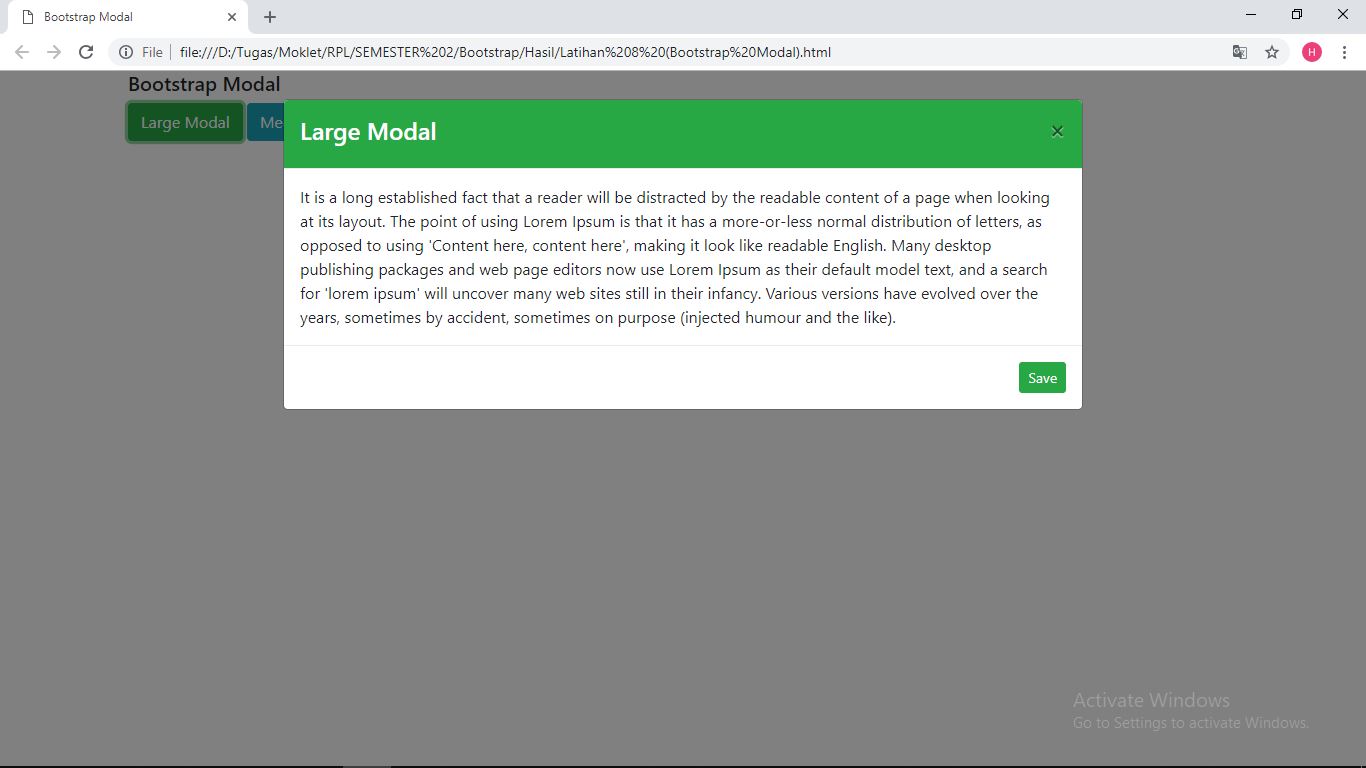 Bootstrap Modal
File
file:///D:/Tugas/Moklet/RPL/SEMESTER%202/Bootstrap/Hasil/Latihan%208%20(Bootstrap%20Modal).html
H
Bootstrap Modal
Large Modal
Me
Large Modal
×
It is a long established fact that a reader will be distracted by the readable content of a page when looking
at its layout. The point of using Lorem Ipsum is that it has a more-or-less normal distribution of letters, as
opposed to using 'Content here, content here', making it look like readable English. Many desktop
publishing packages and web page editors now use Lorem Ipsum as their default model text, and a search
for 'lorem ipsum' will uncover many web sites still in their infancy. Various versions have evolved over the
years, sometimes by accident, sometimes on purpose (injected humour and the like).
Save
Activate Windows
Go to Settings to activate Windows.